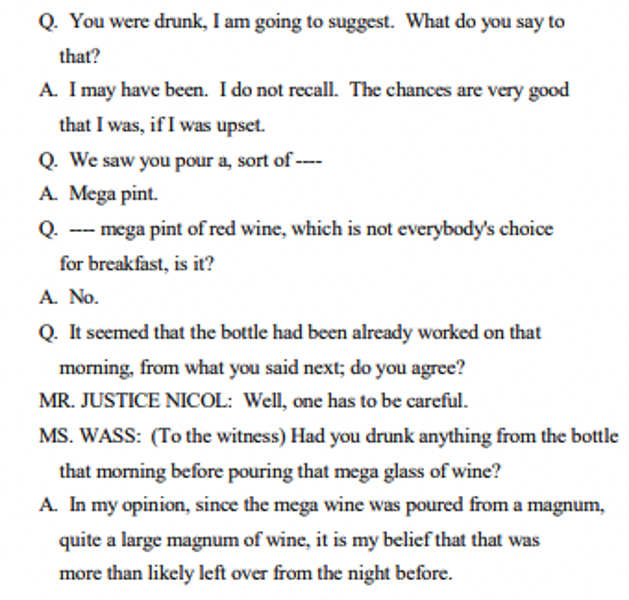 Q. You were drunk, I am going to suggest. What do you say to
that?
A. I may have been. I do not recall. The chances are very good
that I was, if I was upset.
Q. We saw you pour a, sort of ----
A. Mega pint.
Q. ---- mega pint of red wine, which is not everybody's choice
for breakfast, is it?
A. No.
Q. It seemed that the bottle had been already worked on that
morning, from what you said next; do you agree?
MR. JUSTICE NICOL: Well, one has to be careful.
MS. WASS: (To the witness) Had you drunk anything from the bottle
that morning before pouring that mega glass of wine?
A. In my opinion, since the mega wine was poured from a magnum,
quite a large magnum of wine, it is my belief that that was
more than likely left over from the night before.